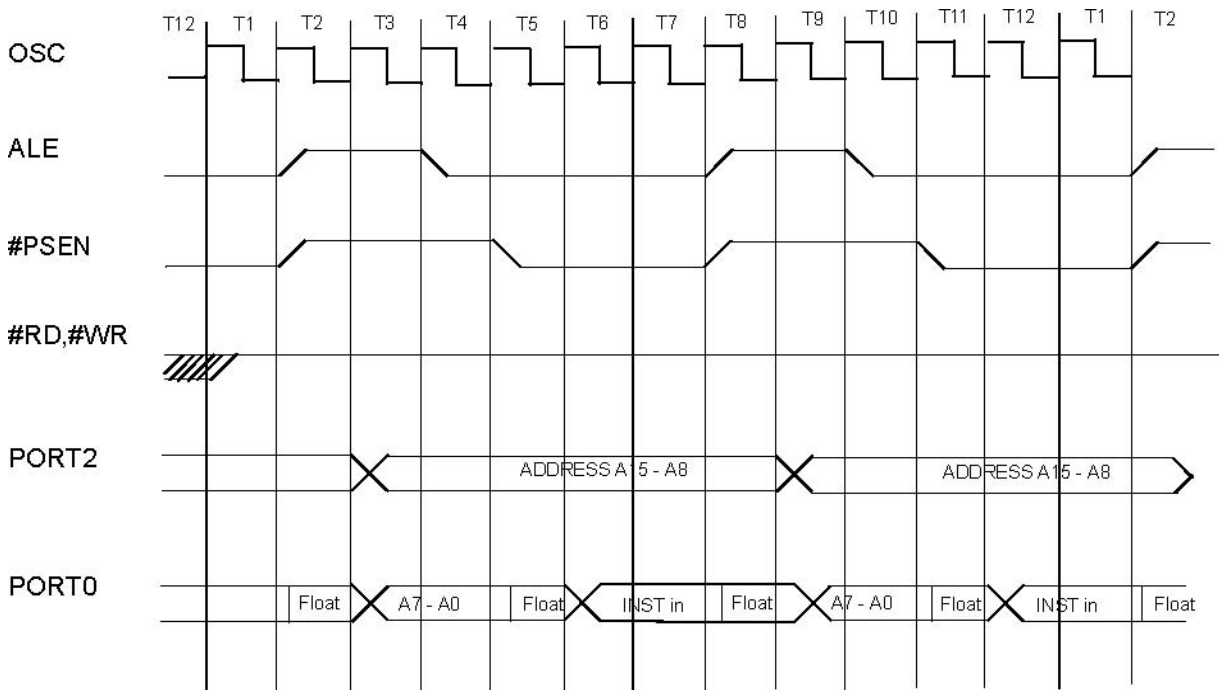 T12 T1 T2 T3 T4 T5 T6 T7 T8 T9 T10 T11 T12 T1 T2
OSC
ALE
#PSEN
#RD,#WR
PORT2 ADDRESS A15 - A8 ADDRESS A15 - A8
PORT0 Float A7 - A0 Float INST in Float A7 - A0 Float INST in Float